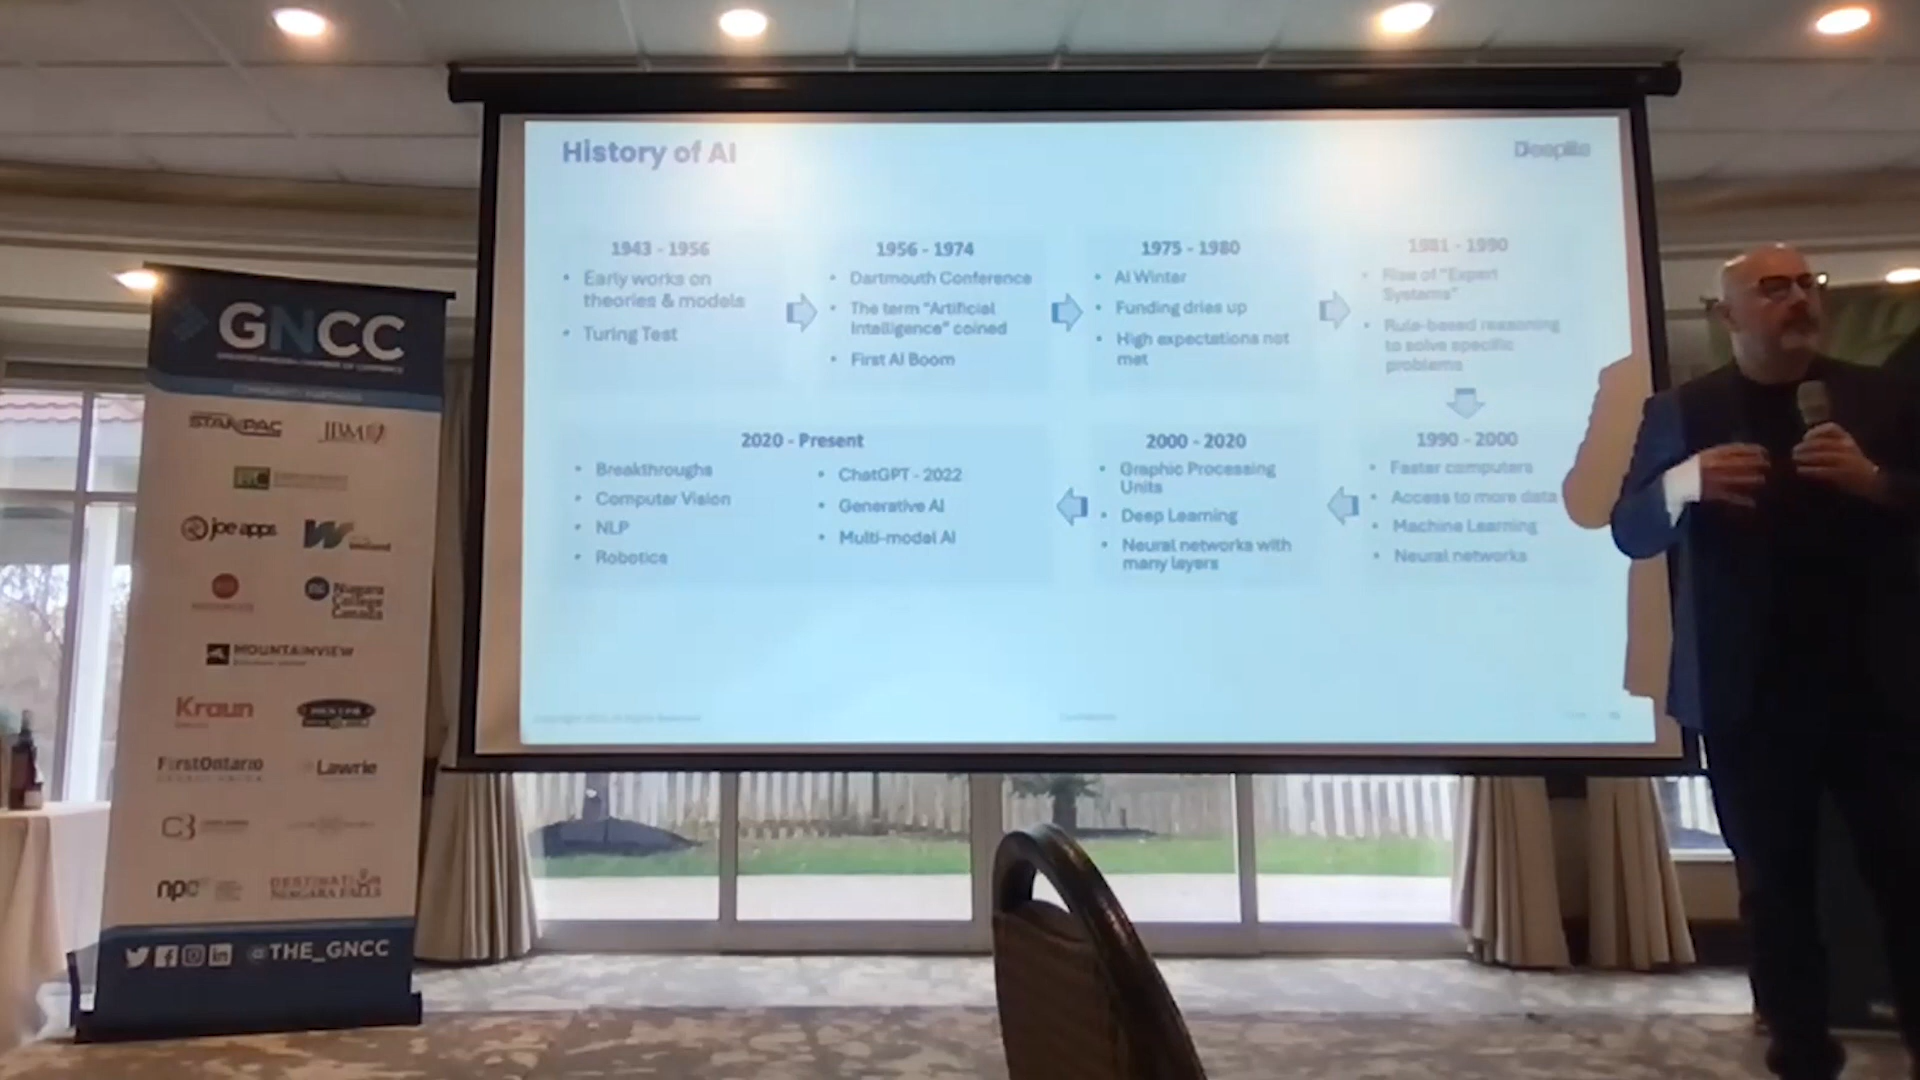 History of AI
Deeplite
1943 - 1956
• Early works on
theories & models
• Turing Test
1956 - 1974
• Dartmouth Conference
• The term "Artificial
Intelligence" coined
• First AI Boom
1975 - 1980
• AI Winter
• Funding dries up
• High expectations not
met
1981 - 1990
• Rise of "Expert
Systems"
• Rule-based reasoning
to solve specific
problems
1990 - 2000
• Faster computers
• Access to more data
• Machine Learning
• Neural networks
2000 - 2020
• Graphic Processing
Units
• Deep Learning
• Neural networks with
many layers
2020 - Present
• Breakthroughs
• Computer Vision
• NLP
• Robotics
• ChatGPT - 2022
• Generative AI
• Multi-modal AI
GNCC
STANPAC
JBM
joe apps
Niagara
College
Canada
MOUNTAINVIEW
Kraun
FirstOntario
Lawrie
npc
DESTINATION
NIAGARA FALLS
@THE_GNCC